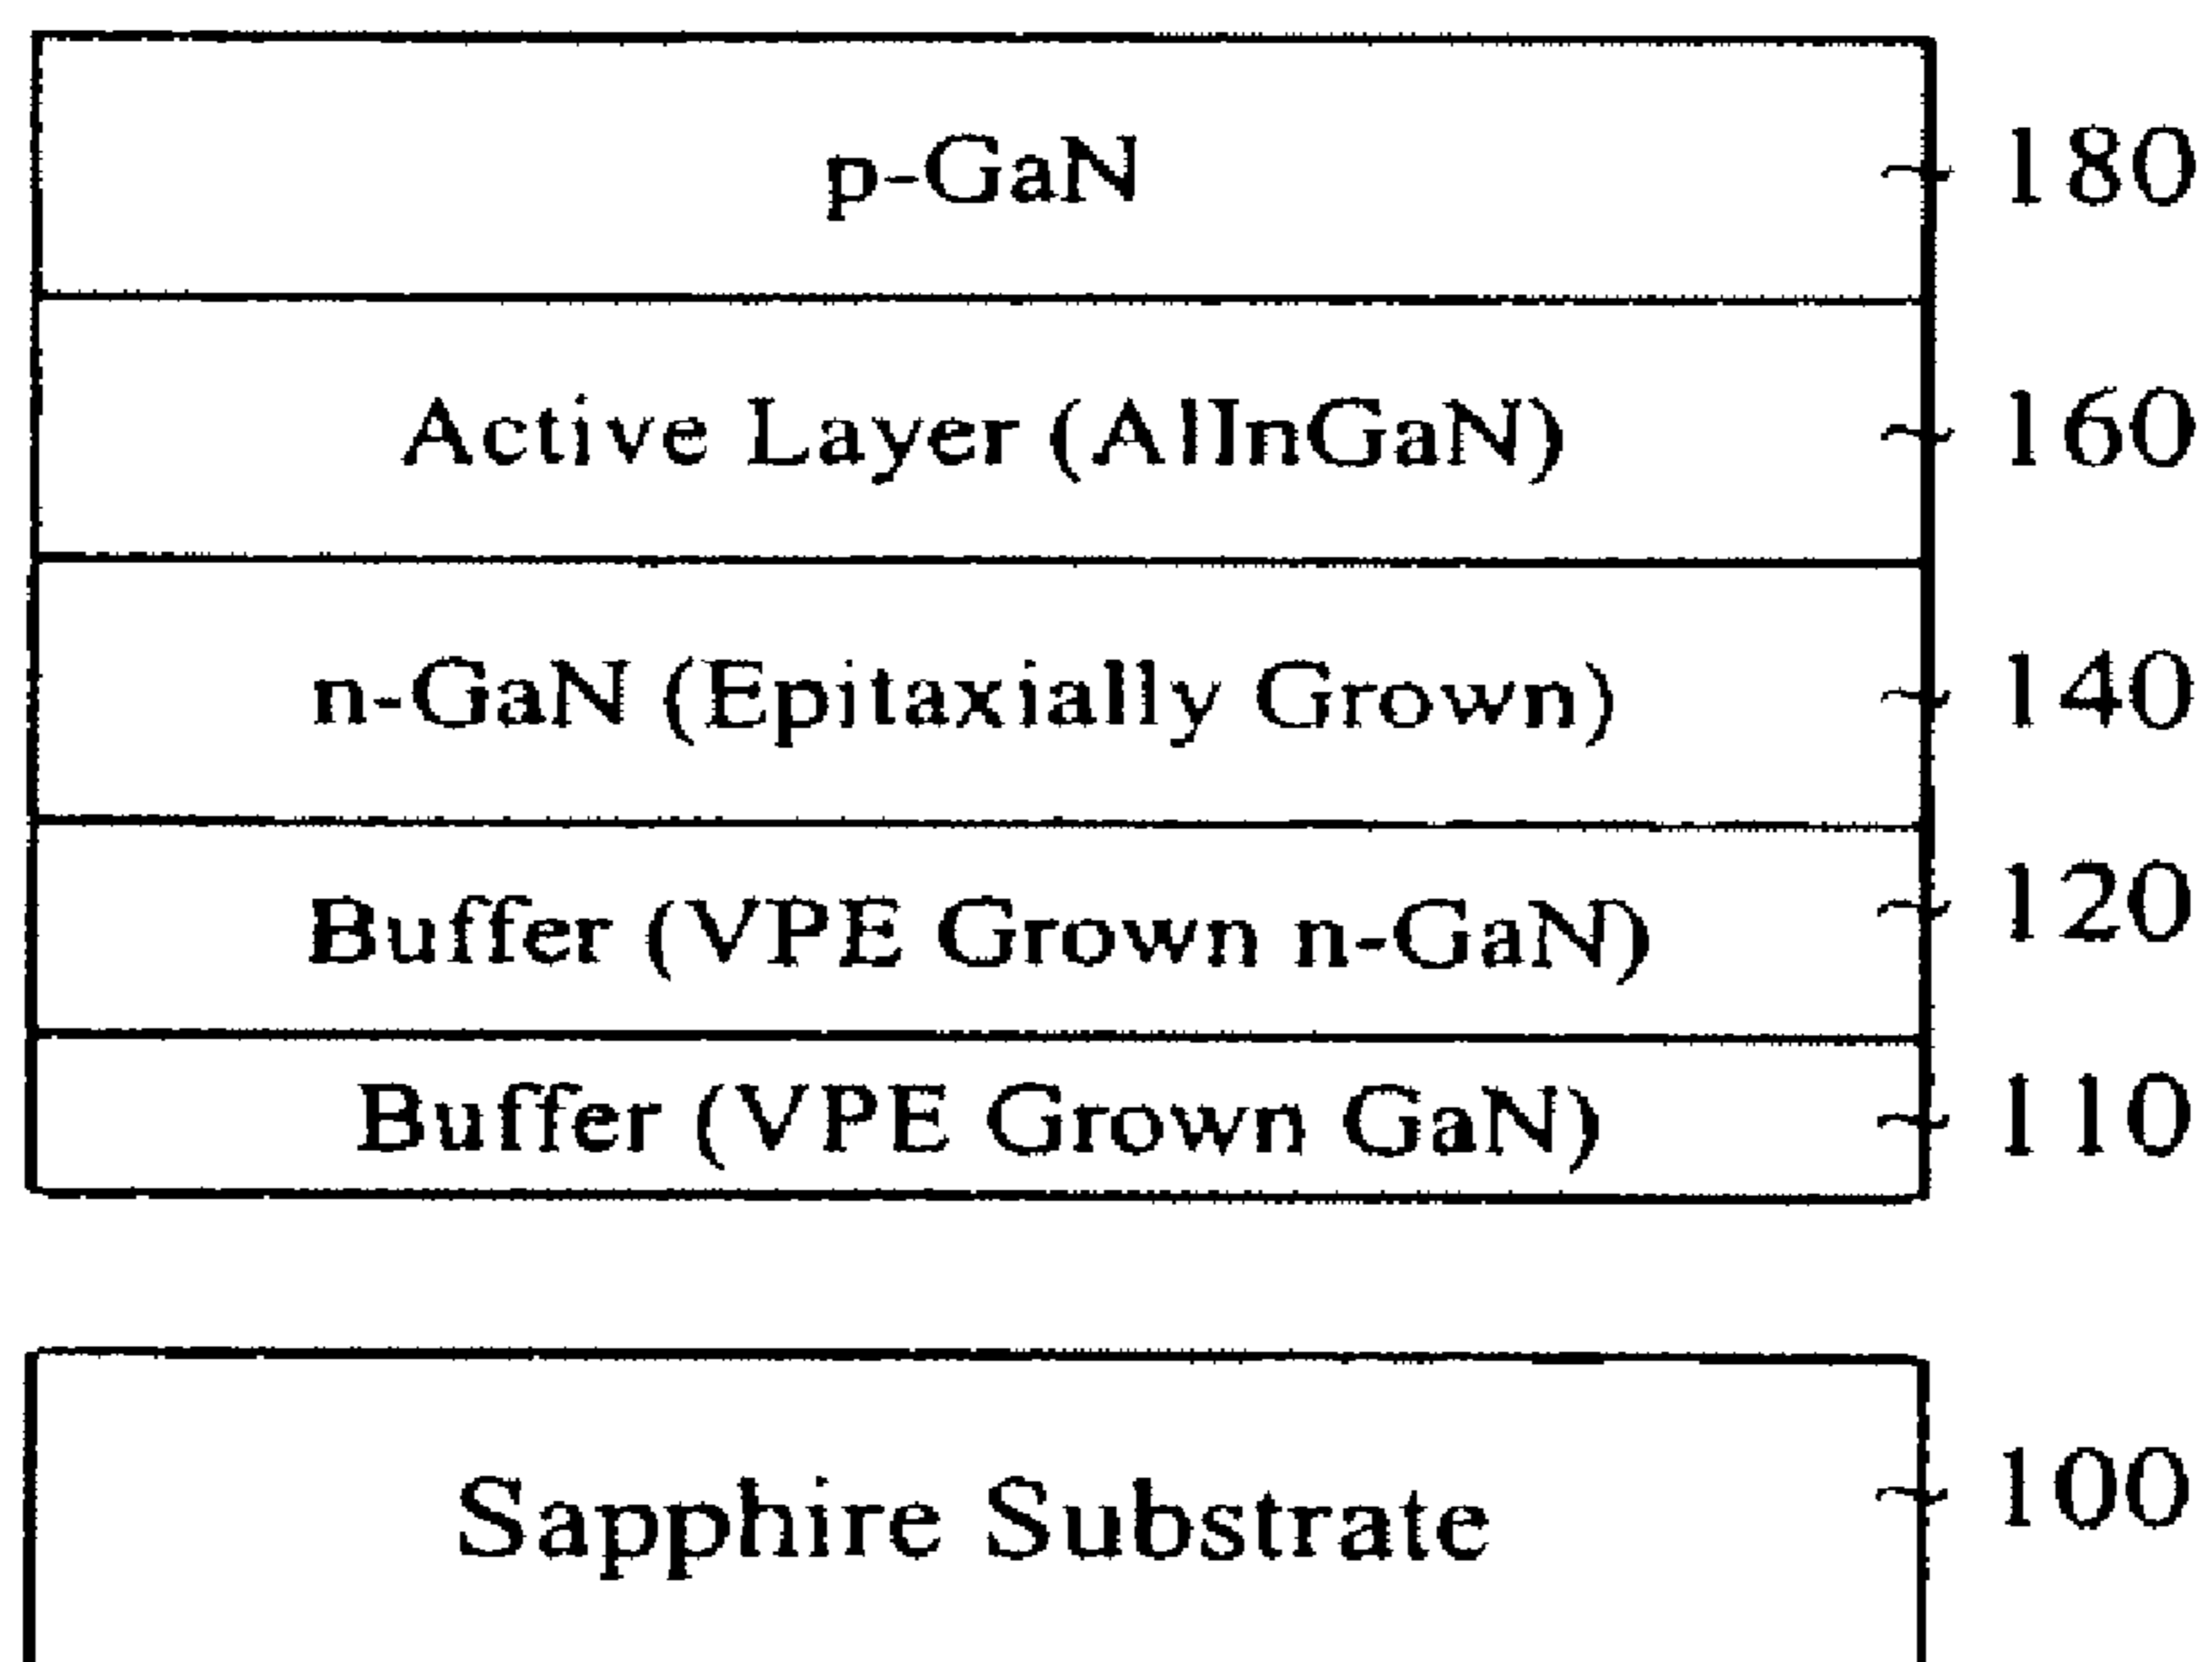 p-GaN 180
Active Layer (AlInGaN) 160
n-GaN (Epitaxially Grown) 140
Buffer (VPE Grown n-GaN) 120
Buffer (VPE Grown GaN) 110
Sapphire Substrate 100